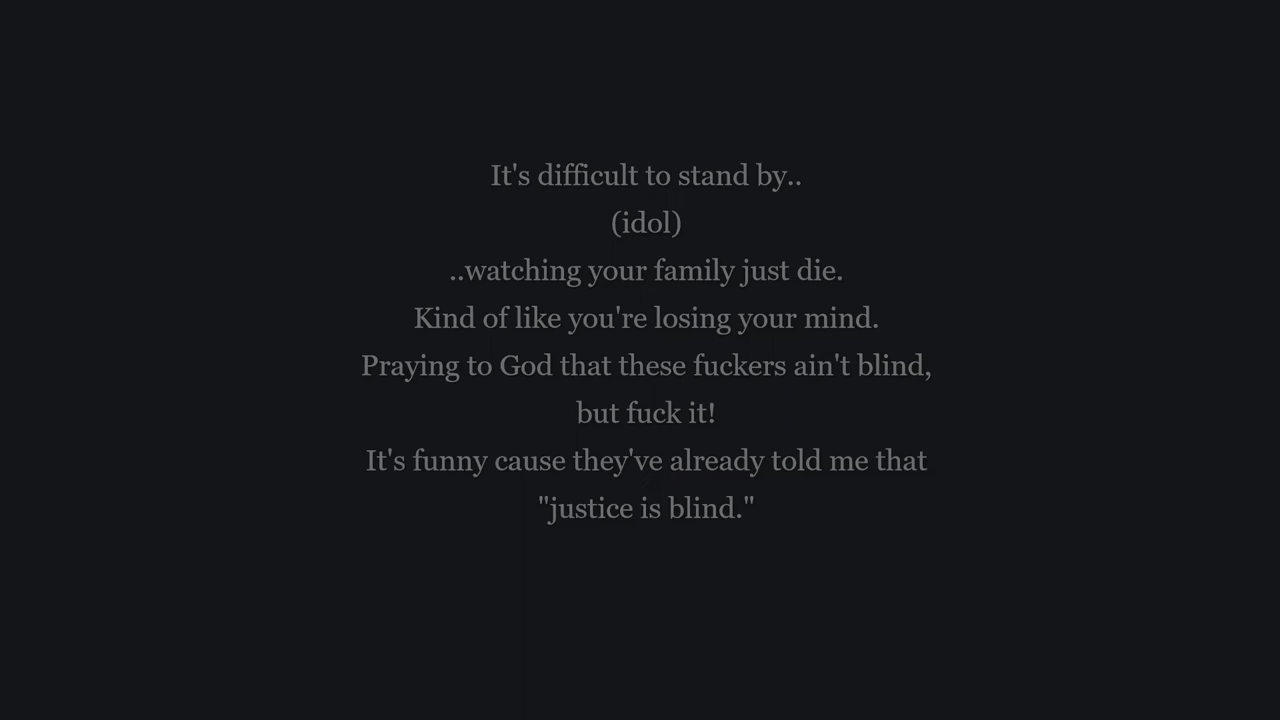 It's difficult to stand by..
(idol)
..watching your family just die.
Kind of like you're losing your mind.
Praying to God that these fuckers ain't blind,
but fuck it!
It's funny cause they've already told me that
"justice is blind."